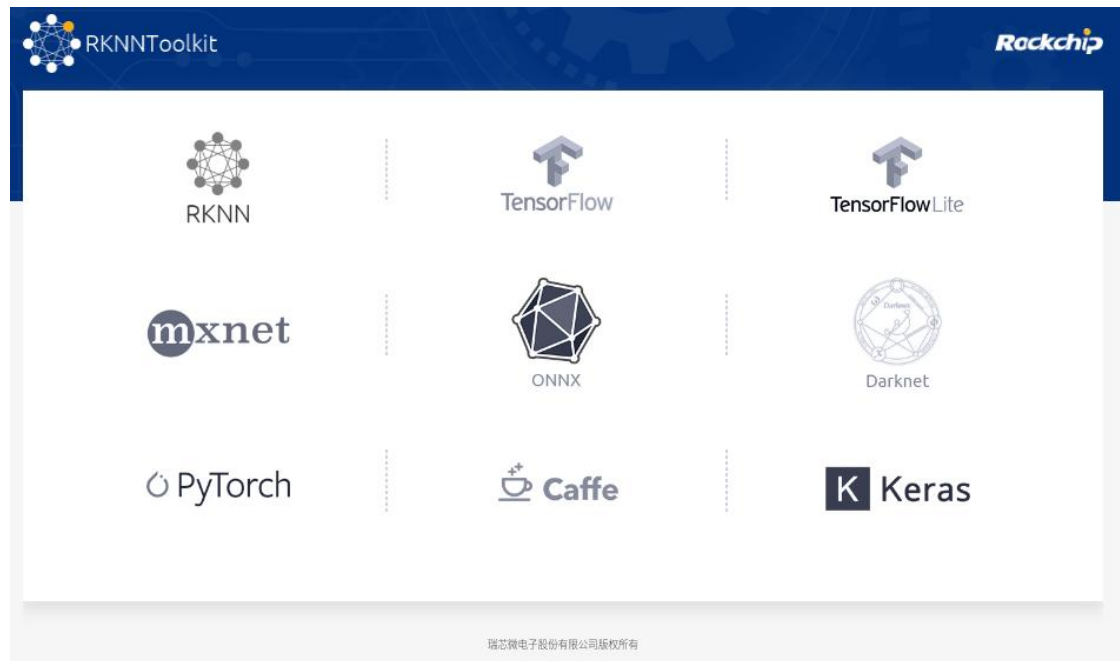 RKNNToolkit
Rockchip
RKNN
TensorFlow
TensorFlow Lite
mxnet
ONNX
Darknet
Darknet
PyTorch
Caffe
K Keras
瑞芯微电子股份有限公司版权所有